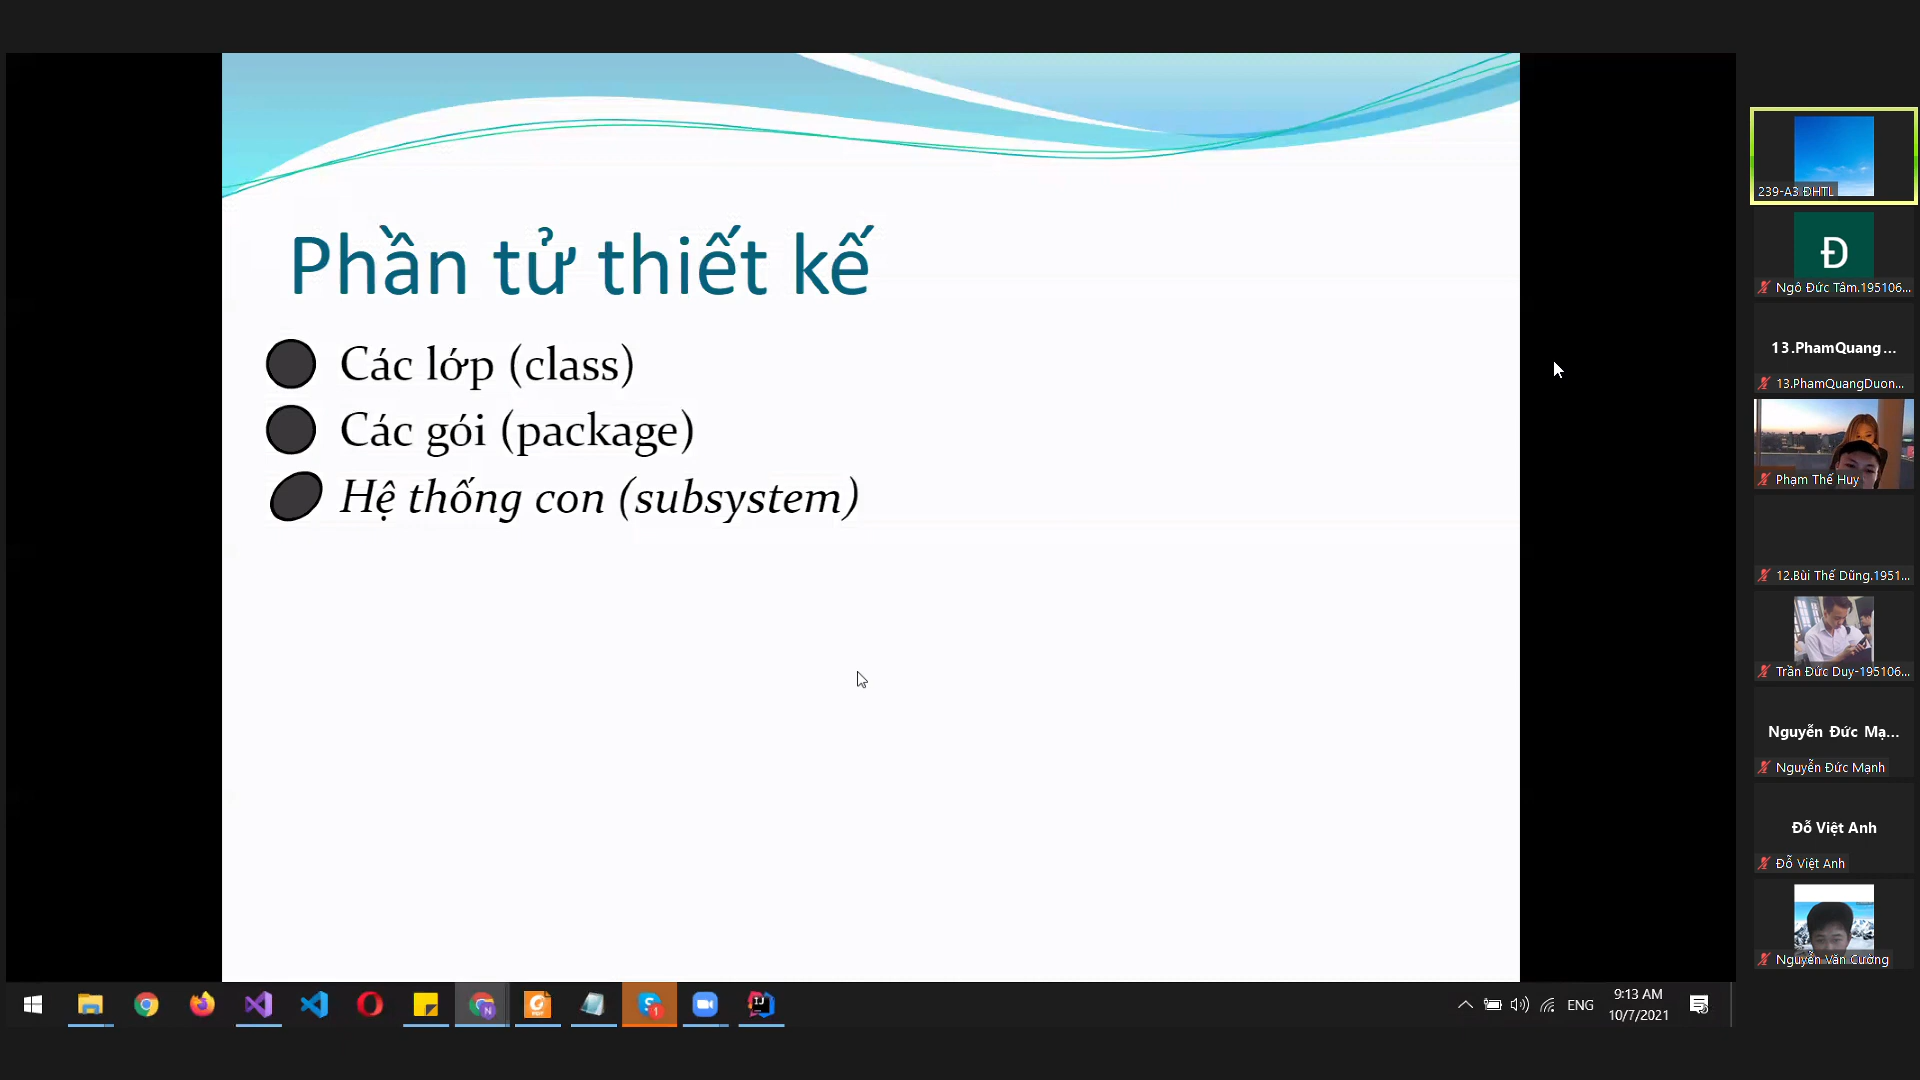 Phần tử thiết kế
Các lớp (class)
Các gói (package)
Hệ thống con (subsystem)
239-A3 ĐHTL
Đ
Ngô Đức Tâm.195106...
13.PhamQuang...
13.PhamQuangDuon...
Phạm Thế Huy
12.Bùi Thế Dũng.1951...
Trần Đức Duy-195106...
Nguyễn Đức Mạ...
Nguyễn Đức Mạnh
Đỗ Việt Anh
Đỗ Việt Anh
Nguyễn Văn Cường
ENG
9:13 AM
10/7/2021